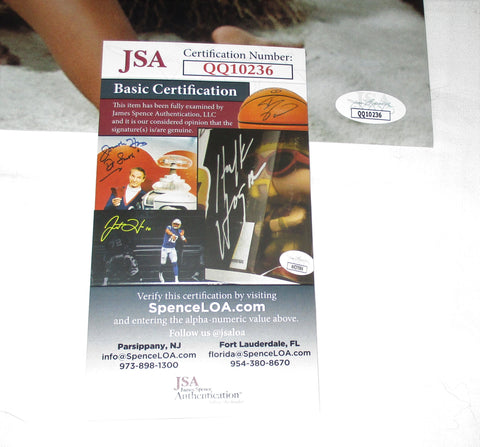 JSA
Certification Number:
QQ10236
Basic Certification
This item has been fully examined by
James Spence Authentication, LLC
and it is our considered opinion that the
signature(s) is/are genuine.
QQ10236
Hulk
Hogan
Verify this certification by visiting
SpenceLOA.com
and entering the alpha-numeric value above.
Follow us @jsaloa
Parsippany, NJ
info@SpenceLOA.com
973-898-1300
Fort Lauderdale, FL
florida@SpenceLOA.com
954-380-8670
JSA
James Spence
Authentication